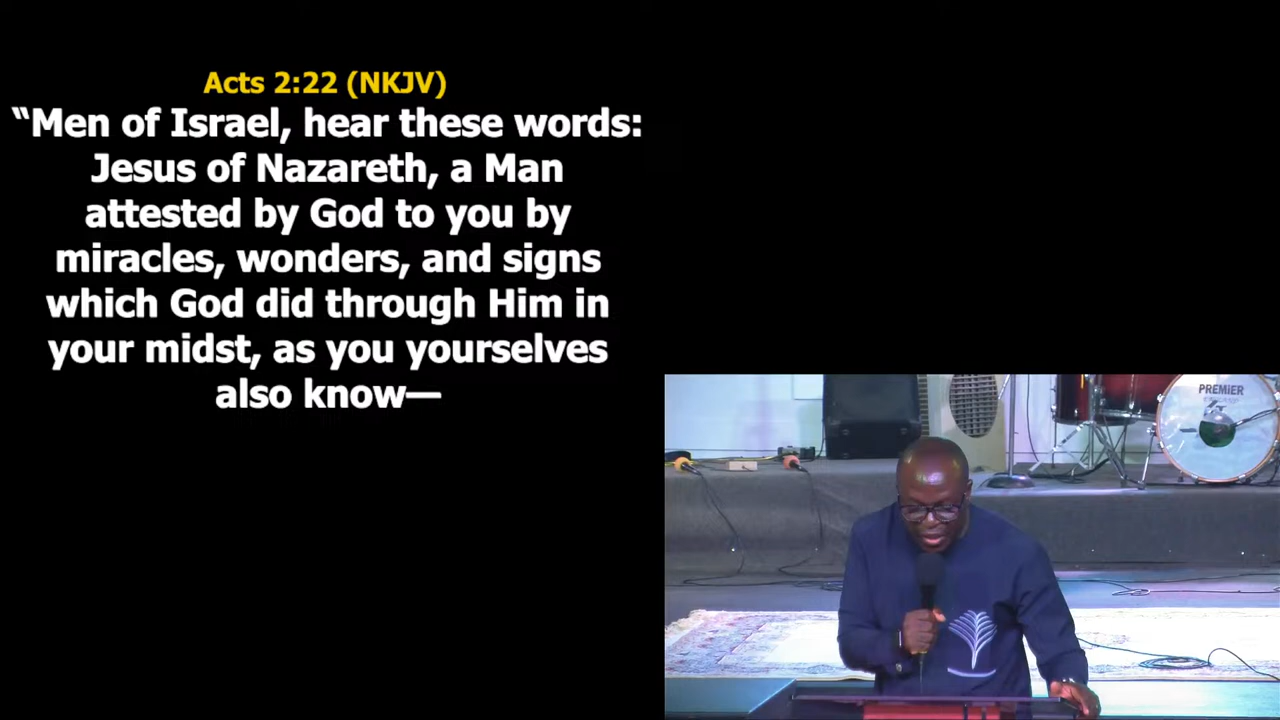 Acts 2:22 (NKJV)
“Men of Israel, hear these words:
Jesus of Nazareth, a Man
attested by God to you by
miracles, wonders, and signs
which God did through Him in
your midst, as you yourselves
also know—
PREMIER